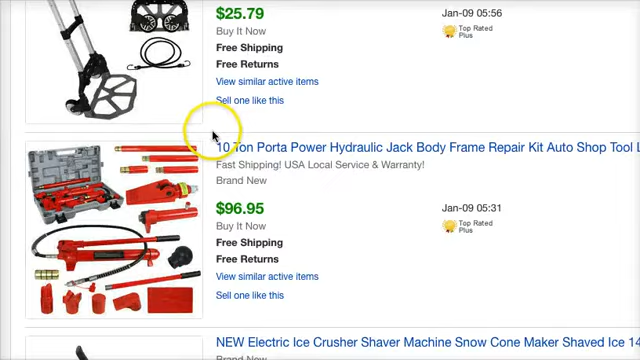 $25.79
Jan-09 05:56
Buy It Now
Top Rated
Plus
Free Shipping
Free Returns
View similar active items
Sell one like this
10 Ton Porta Power Hydraulic Jack Body Frame Repair Kit Auto Shop Tool
Fast Shipping! USA Local Service & Warranty!
Brand New
$96.95
Jan-09 05:31
Buy It Now
Top Rated
Plus
Free Shipping
Free Returns
View similar active items
Sell one like this
NEW Electric Ice Crusher Shaver Machine Snow Cone Maker Shaved Ice
Brand New